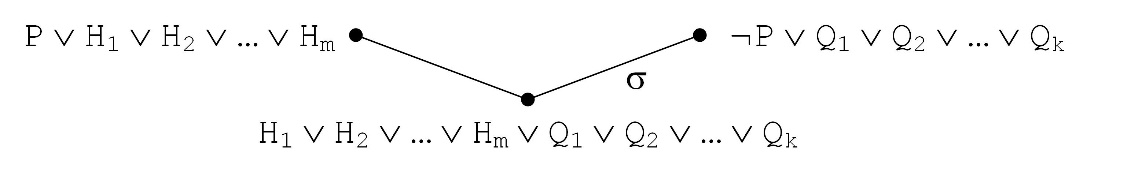 P ∨ H₁ ∨ H₂ ∨ … ∨ Hₘ ¬P ∨ Q₁ ∨ Q₂ ∨ … ∨ Qₖ
σ
H₁ ∨ H₂ ∨ … ∨ Hₘ ∨ Q₁ ∨ Q₂ ∨ … ∨ Qₖ